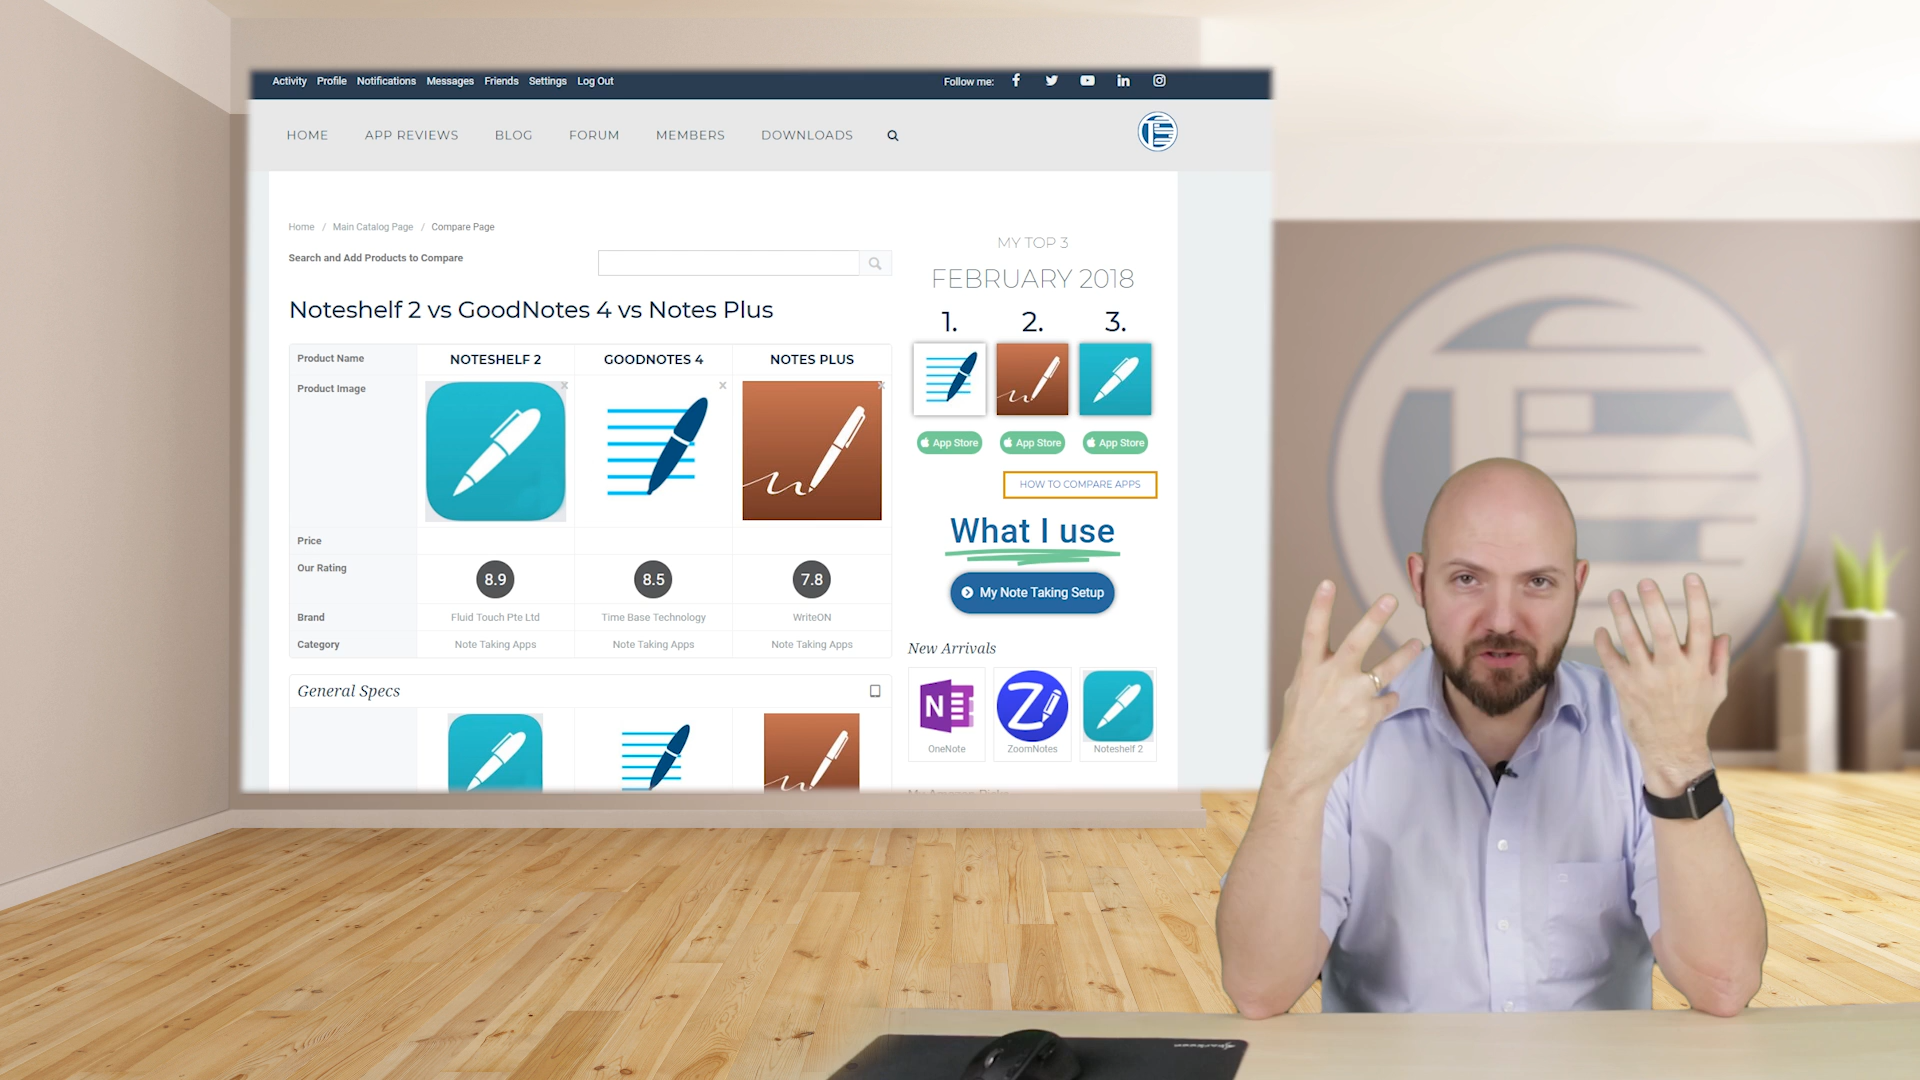 Activity Profile Notifications Messages Friends Settings Log Out
Follow me:
HOME APP REVIEWS BLOG FORUM MEMBERS DOWNLOADS
Home / Main Catalog Page / Compare Page
Search and Add Products to Compare
Noteshelf 2 vs GoodNotes 4 vs Notes Plus
Product Name NOTESHELF 2 GOODNOTES 4 NOTES PLUS
Product Image
Price
Our Rating 8.9 8.5 7.8
Brand Fluid Touch Pte Ltd Time Base Technology WriteON
Category Note Taking Apps Note Taking Apps Note Taking Apps
General Specs
MY TOP 3
FEBRUARY 2018
1. 2. 3.
App Store App Store App Store
HOW TO COMPARE APPS
What I use
My Note Taking Setup
New Arrivals
N
Z
OneNote ZoomNotes Noteshelf 2